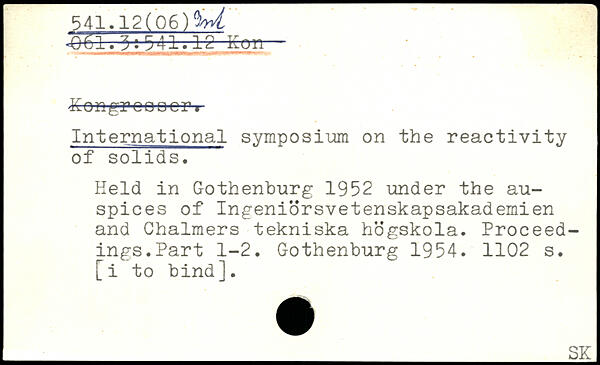 541.12(06) Int
061.3:541.12 Kon
Kongresser.
International symposium on the reactivity
of solids.
Held in Gothenburg 1952 under the au-
spices of Ingeniörsvetenskapsakademien
and Chalmers tekniska högskola. Proceed-
ings.Part 1-2. Gothenburg 1954. 1102 s.
[i to bind].
SK